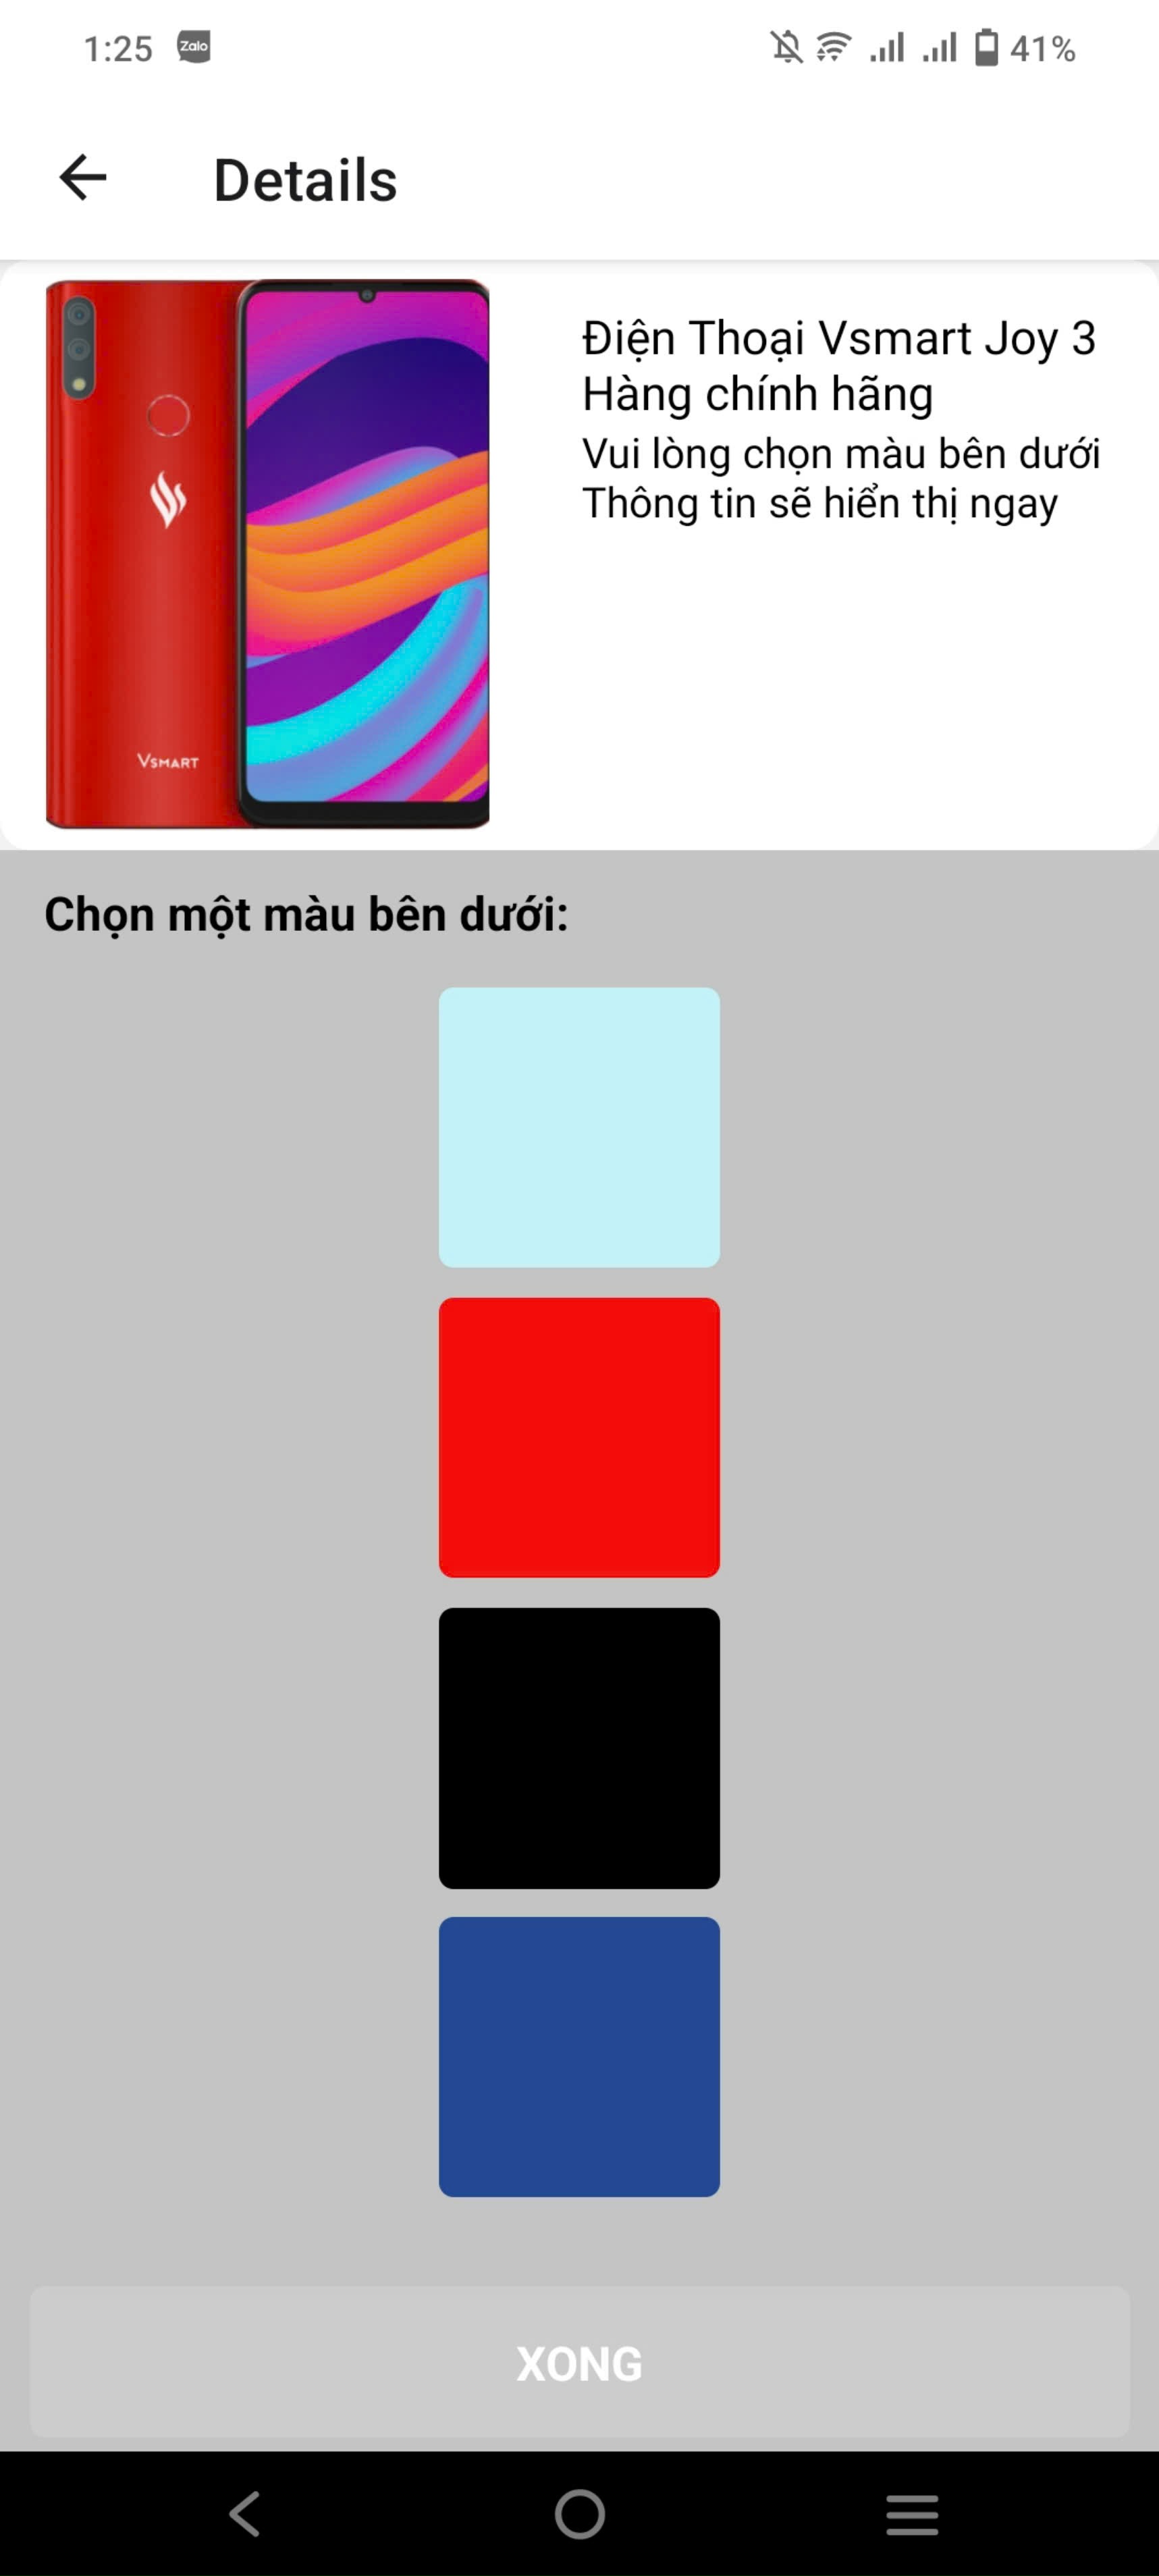 1:25 Zalo 41%
Details
Điện Thoại Vsmart Joy 3
Hàng chính hãng
Vui lòng chọn màu bên dưới
Thông tin sẽ hiển thị ngay
VSMART
Chọn một màu bên dưới:
XONG